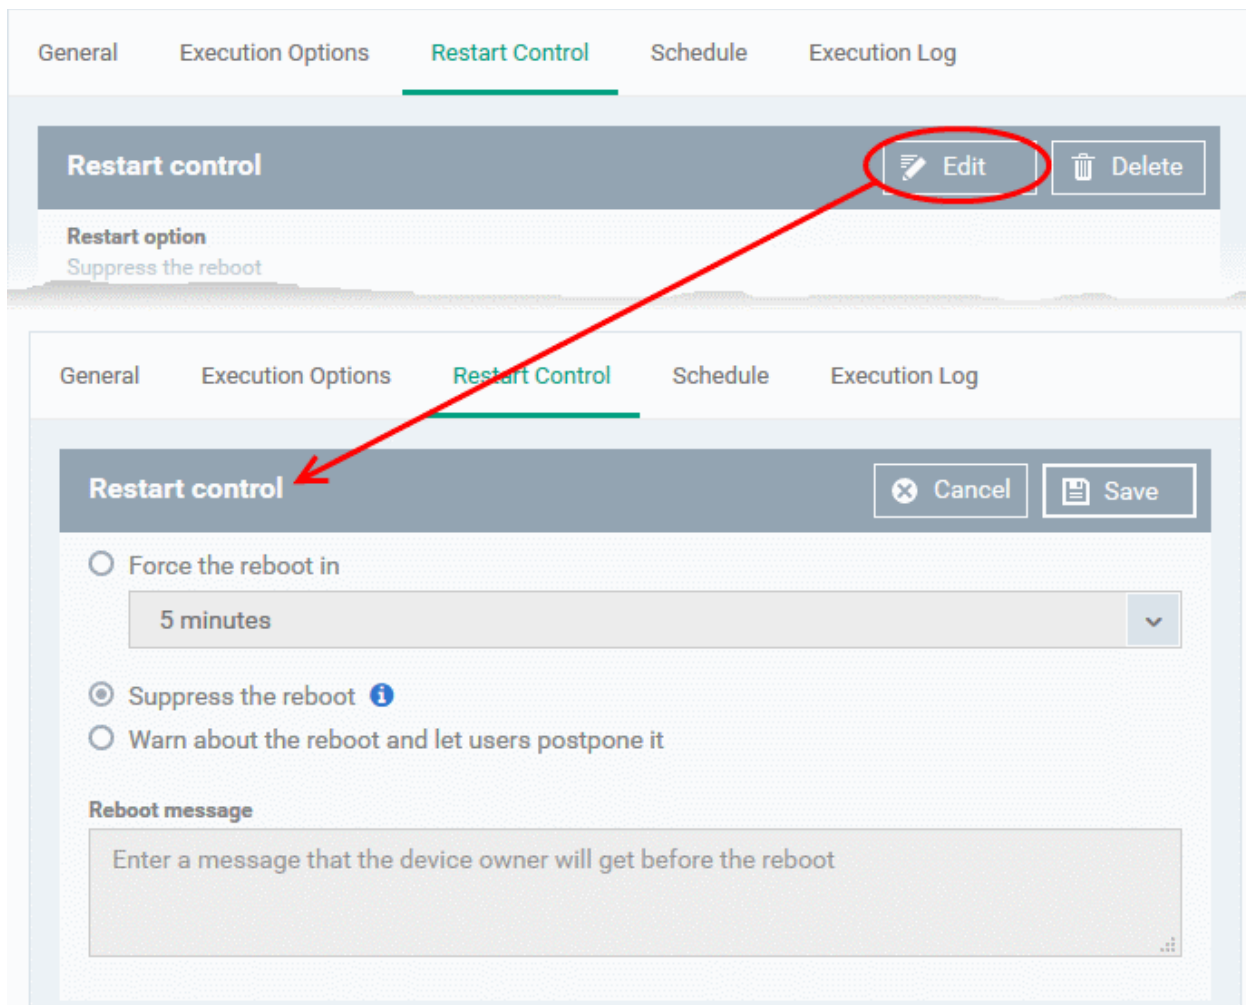 General Execution Options Restart Control Schedule Execution Log
Restart control Edit Delete
Restart option
Suppress the reboot
General Execution Options Restart Control Schedule Execution Log
Restart control Cancel Save
Force the reboot in
5 minutes
Suppress the reboot
Warn about the reboot and let users postpone it
Reboot message
Enter a message that the device owner will get before the reboot